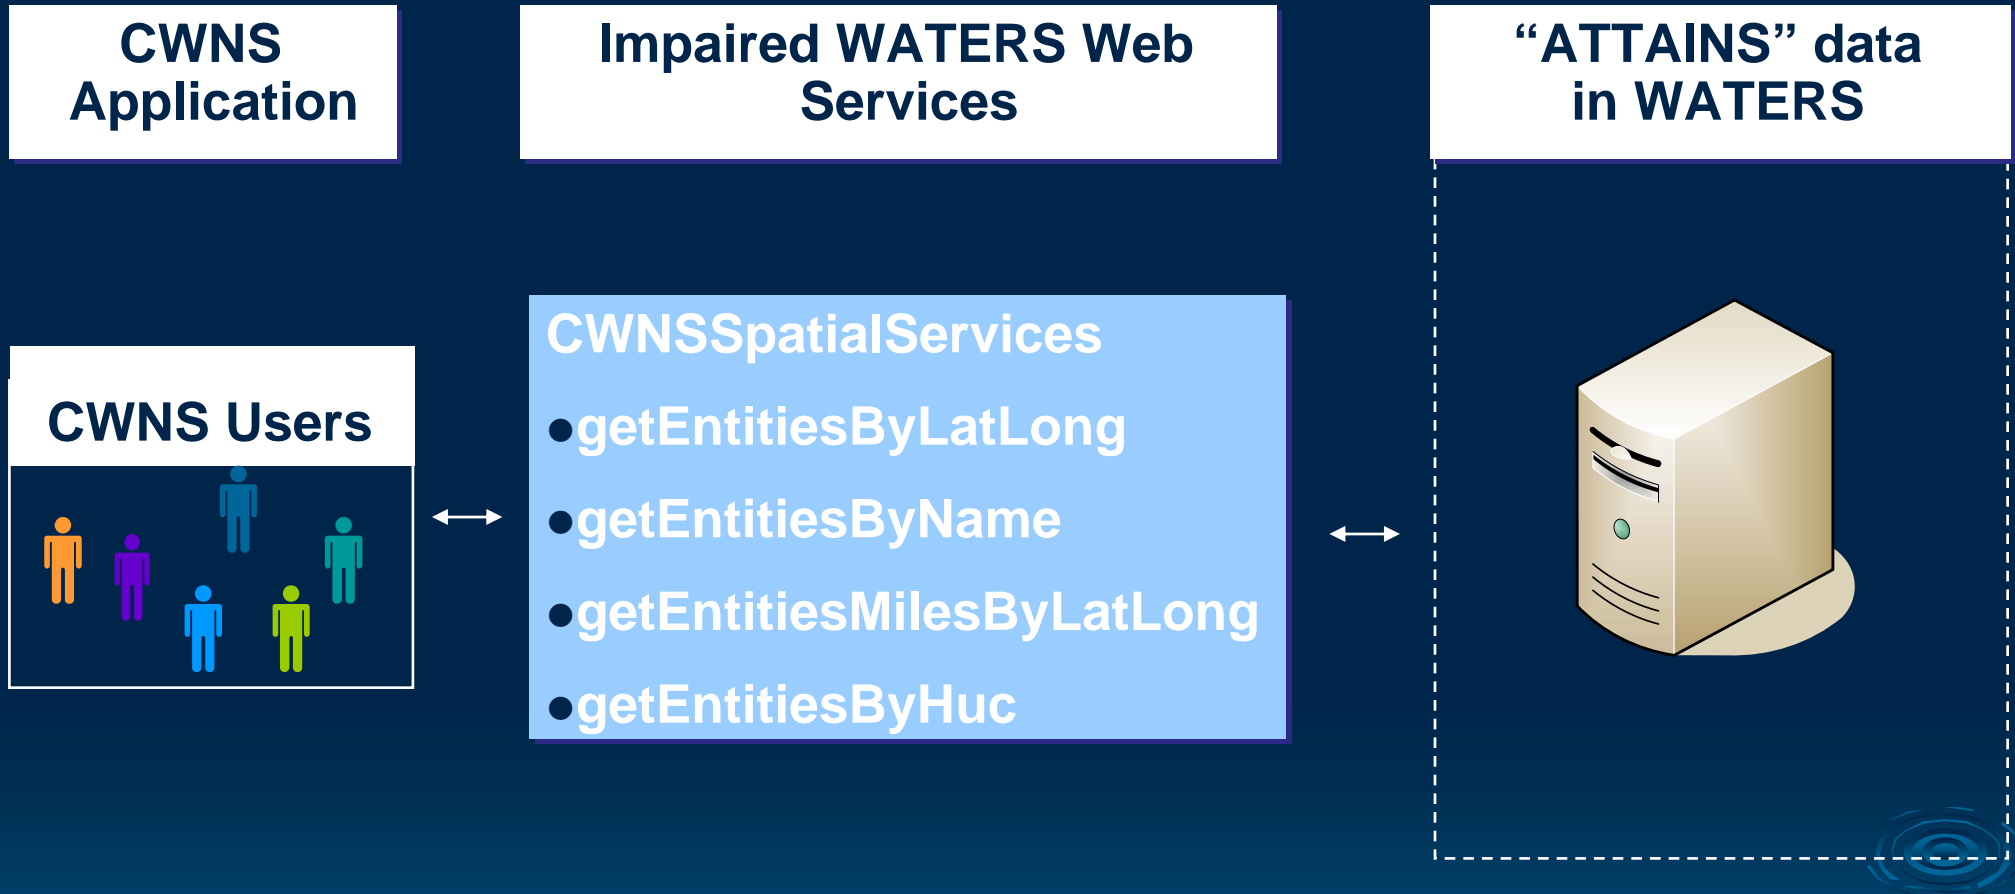 CWNS
Application
Impaired WATERS Web
Services
“ATTAINS” data
in WATERS
CWNS Users
CWNSSpatialServices
●getEntitiesByLatLong
●getEntitiesByName
●getEntitiesMilesByLatLong
●getEntitiesByHuc